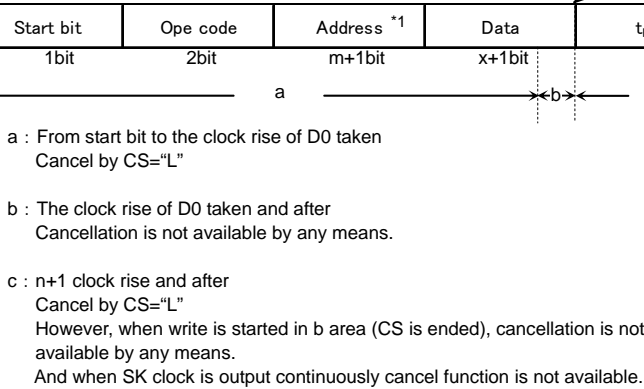 Start bit Ope code Address *1 Data
1bit 2bit m+1bit x+1bit
a b
a : From start bit to the clock rise of D0 taken
Cancel by CS=“L”
b : The clock rise of D0 taken and after
Cancellation is not available by any means.
c : n+1 clock rise and after
Cancel by CS=“L”
However, when write is started in b area (CS is ended), cancellation is not
available by any means.
And when SK clock is output continuously cancel function is not available.